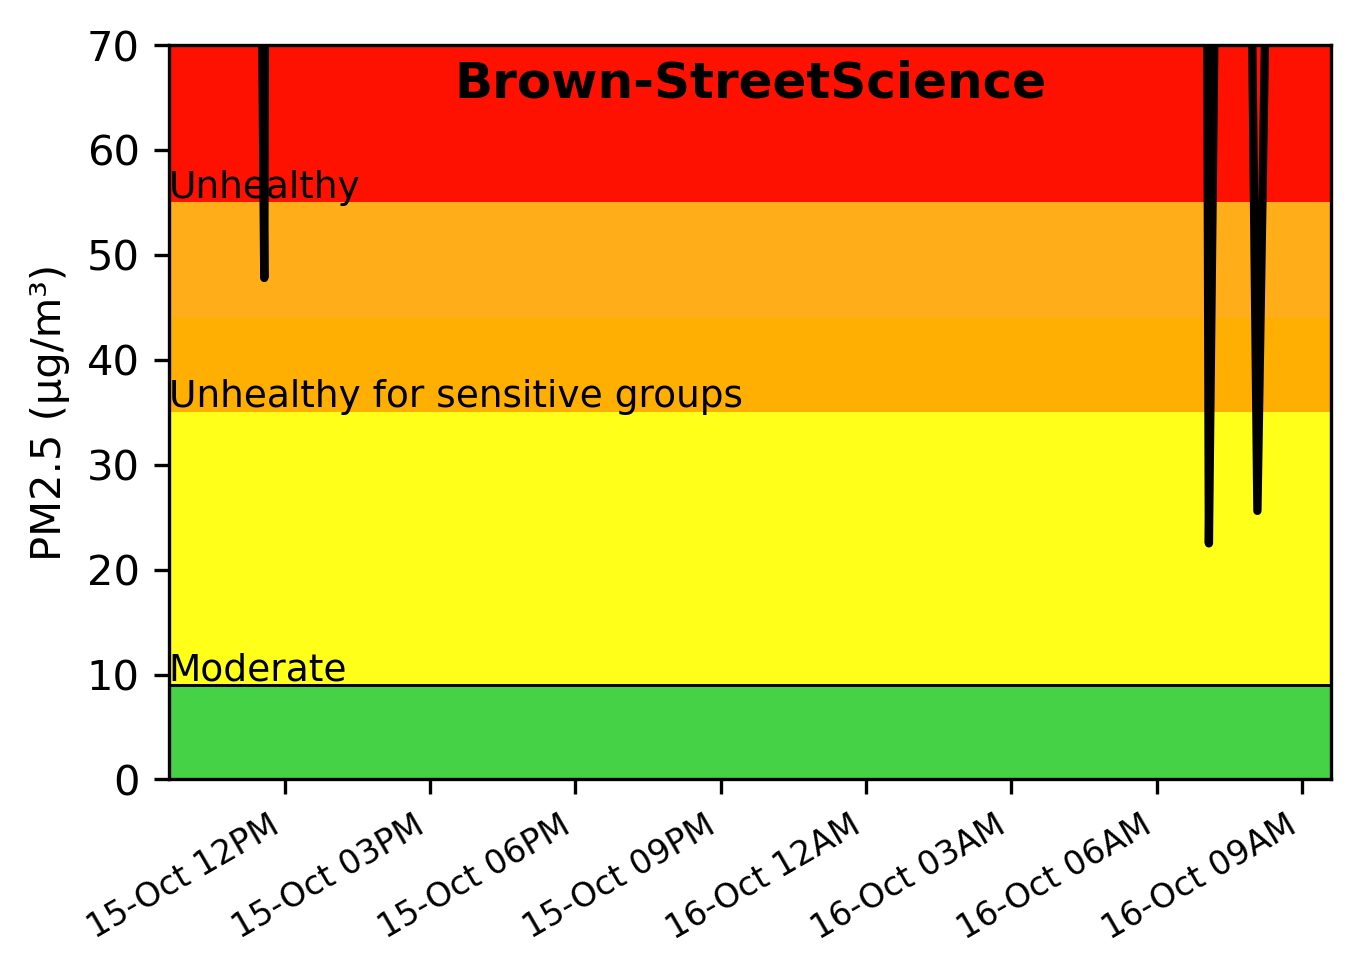 Brown-StreetScience
70
60
50
40
30
20
10
0
PM2.5 (µg/m³)
Unhealthy
Unhealthy for sensitive groups
Moderate
15-Oct 12PM
15-Oct 03PM
15-Oct 06PM
15-Oct 09PM
16-Oct 12AM
16-Oct 03AM
16-Oct 06AM
16-Oct 09AM